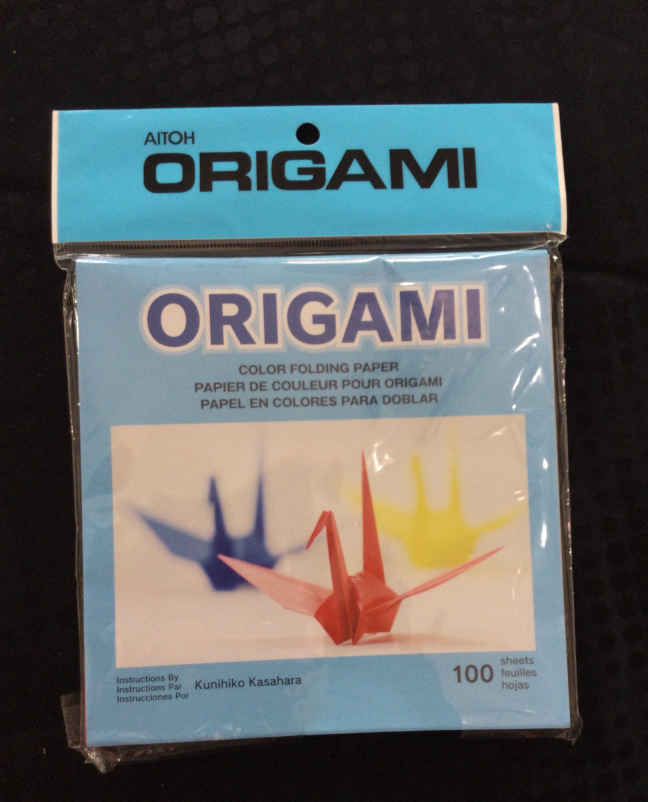 AITOH
ORIGAMI
ORIGAMI
COLOR FOLDING PAPER
PAPIER DE COULEUR POUR ORIGAMI
PAPEL EN COLORES PARA DOBLAR
Instructions By
Instructions Par
Instrucciones Por
Kunihiko Kasahara
100
sheets
feuilles
hojas